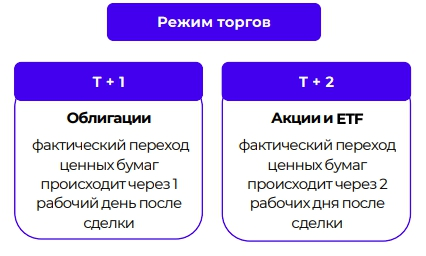 Режим торгов
T + 1
Облигации
фактический переход
ценных бумаг
происходит через 1
рабочий день после
сделки
T + 2
Акции и ETF
фактический переход
ценных бумаг
происходит через 2
рабочих дня после
сделки